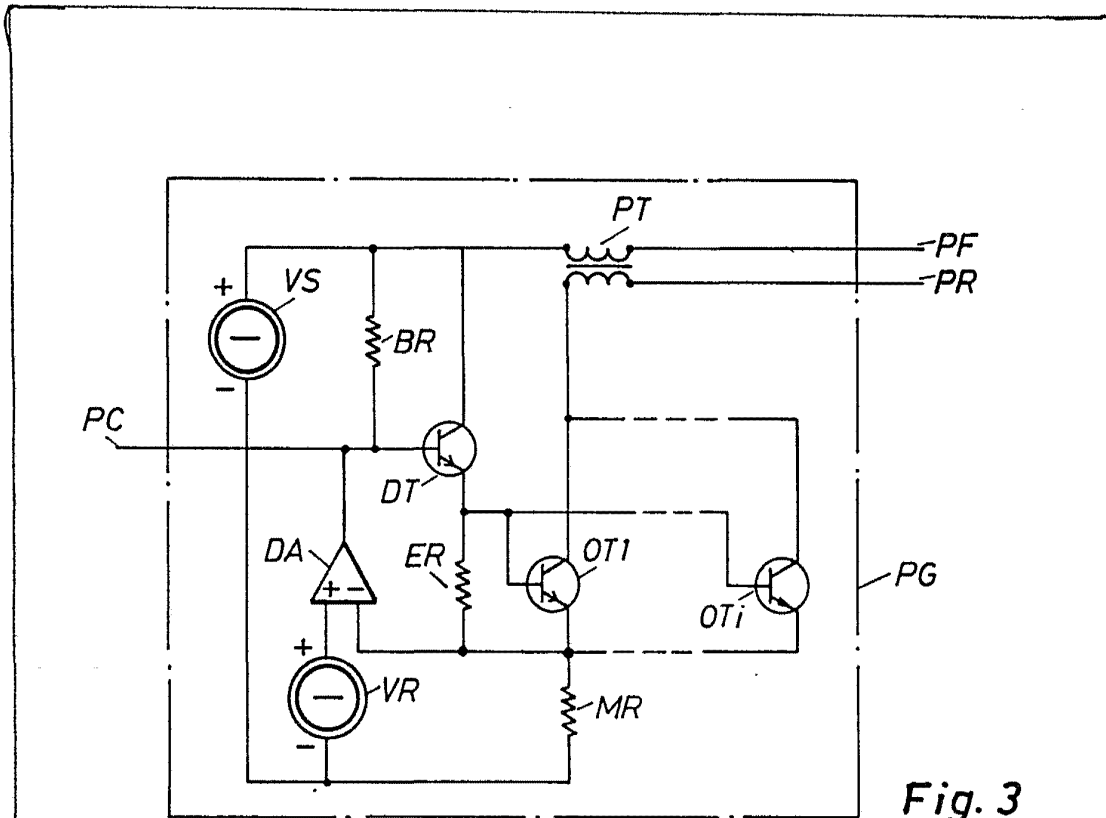 PT
PF
PR
+ VS
BR
-
PC
DT
DA
ER
OT1
PG
+ -
OTi
+
VR
MR
-
Fig. 3